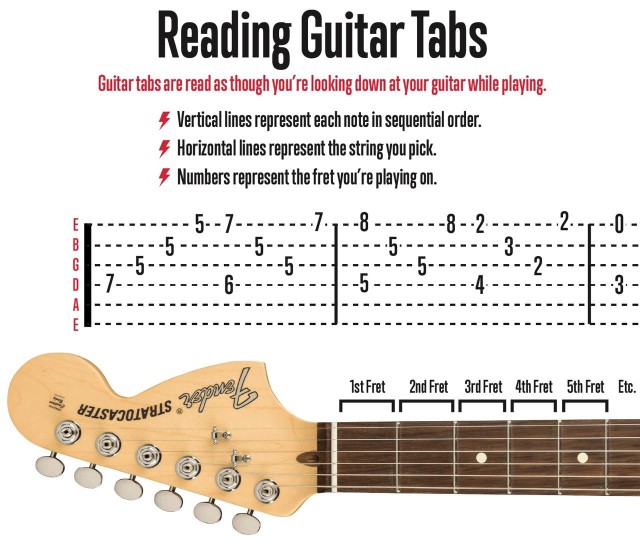 Reading Guitar Tabs
Guitar tabs are read as though you're looking down at your guitar while playing.
Vertical lines represent each note in sequential order.
Horizontal lines represent the string you pick.
Numbers represent the fret you're playing on.
E 5 7 7 8 8 2 2 0
B 5 5 5 3
G 5 5 5 2
D 7 6 5 4 3
A
E
1st Fret 2nd Fret 3rd Fret 4th Fret 5th Fret Etc.
Fender
STRATOCASTER ®